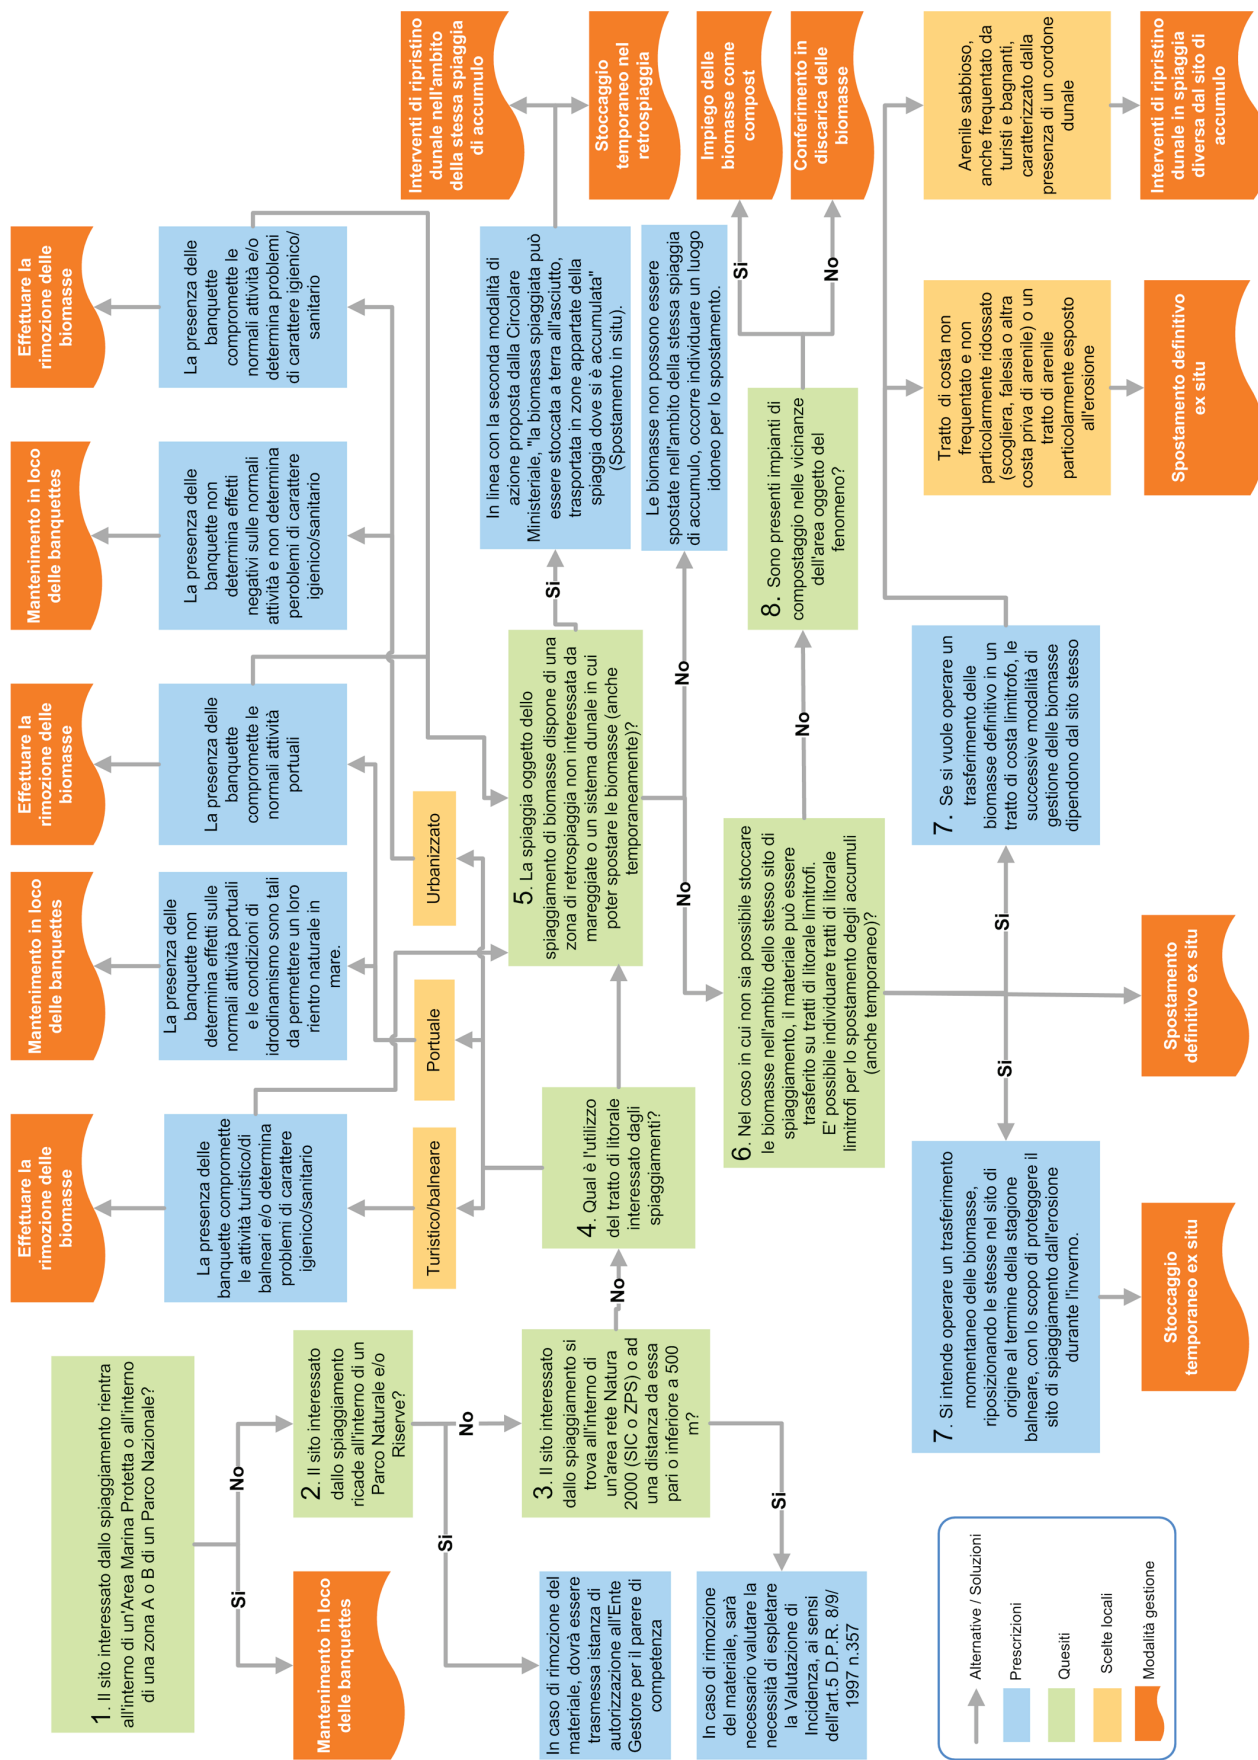 1. Il sito interessato dallo spiaggiamento rientra
all'interno di un'Area Marina Protetta o all'interno
di una zona A o B di un Parco Nazionale?
Si
No
Mantenimento in loco
delle banquettes
2. Il sito interessato
dallo spiaggiamento
ricade all'interno di un
Parco Naturale e/o
Riserve?
Si
No
In caso di rimozione del
materiale, dovrà essere
trasmessa istanza di
autorizzazione all'Ente
Gestore per il parere di
competenza
3. Il sito interessato
dallo spiaggiamento si
trova all'interno di
un'area rete Natura
2000 (SIC o ZPS) o ad
una distanza da essa
pari o inferiore a 500
m?
Si
No
In caso di rimozione
del materiale, sarà
necessario valutare la
necessità di espletare
la Valutazione di
Incidenza, ai sensi
dell'art.5 D.P.R. 8/9/
1997 n.357
4. Qual è l'utilizzo
del tratto di litorale
interessato dagli
spiaggiamenti?
Turistico/balneare
Portuale
Urbanizzato
La presenza delle
banquette compromette
le attività turistico/di
balneari e/o determina
problemi di carattere
igienico/sanitario
Effettuare la
rimozione delle
biomasse
La presenza delle
banquette non
determina effetti sulle
normali attività portuali
e le condizioni di
idrodinamismo sono tali
da permettere un loro
rientro naturale in
mare.
Mantenimento in loco
delle banquettes
La presenza delle
banquette
compromette le
normali attività
portuali
Effettuare la
rimozione delle
biomasse
La presenza delle
banquette non
determina effetti
negativi sulle normali
attività e non determina
peroblemi di carattere
igienico/sanitario
Mantenimento in loco
delle banquettes
La presenza delle
banquette
compromette le
normali attività e/o
determina problemi
di carattere igienico/
sanitario
Effettuare la
rimozione delle
biomasse
5. La spiaggia oggetto dello
spiaggiamento di biomasse dispone di una
zona di retrospiaggia non interessata da
mareggiate o un sistema dunale in cui
poter spostare le biomasse (anche
temporaneamente)?
Si
No
No
In linea con la seconda modalità di
azione proposta dalla Circolare
Ministeriale, "la biomassa spiaggiata può
essere stoccata a terra all'asciutto,
trasportata in zone appartate della
spiaggia dove si è accumulata"
(Spostamento in situ).
Interventi di ripristino
dunale nell'ambito
della stessa spiaggia
di accumulo
Stoccaggio
temporaneo nel
retrospiaggia
Le biomasse non possono essere
spostate nell'ambito della stessa spiaggia
di accumulo, occorre individuare un luogo
idoneo per lo spostamento.
6. Nel coso in cui non sia possibile stoccare
le biomasse nell'ambito dello stesso sito di
spiaggiamento, il materiale può essere
trasferito su tratti di litorale limitrofi.
E' possibile individuare tratti di litorale
limitrofi per lo spostamento degli accumuli
(anche temporaneo)?
No
Si
Si
8. Sono presenti impianti di
compostaggio nelle vicinanze
dell'area oggetto del
fenomeno?
Si
No
Impiego delle
biomasse come
compost
Conferimento in
discarica delle
biomasse
7. Si intende operare un trasferimento
momentaneo delle biomasse,
riposizionando le stesse nel sito di
origine al termine della stagione
balneare, con lo scopo di proteggere il
sito di spiaggiamento dall'erosione
durante l'inverno.
Stoccaggio
temporaneo ex situ
Spostamento
definitivo ex situ
7. Se si vuole operare un
trasferimento delle
biomasse definitivo in un
tratto di costa limitrofo, le
successive modalità di
gestione delle biomasse
dipendono dal sito stesso
Tratto di costa non
frequentato e non
particolarmente ridossato
(scogliera, falesia o altra
costa priva di arenile) o un
tratto di arenile
particolarmente esposto
all'erosione
Spostamento definitivo
ex situ
Arenile sabbioso,
anche frequentato da
turisti e bagnanti,
caratterizzato dalla
presenza di un cordone
dunale
Interventi di ripristino
dunale in spiaggia
diversa dal sito di
accumulo
Alternative / Soluzioni
Prescrizioni
Quesiti
Scelte locali
Modalità gestione